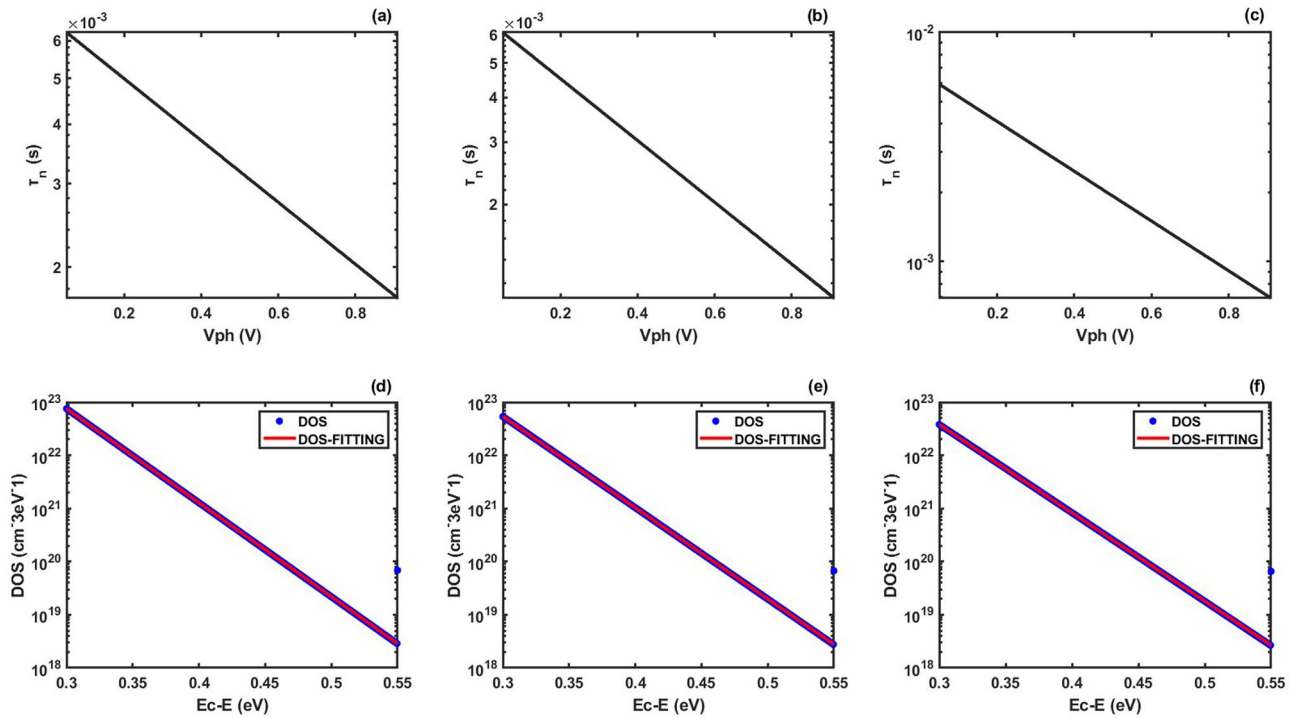 ×10⁻³ (a)
6
5
4
3
2
τn (s)
0.2 0.4 0.6 0.8
Vph (V)
×10⁻³ (b)
6
5
4
3
2
τn (s)
0.2 0.4 0.6 0.8
Vph (V)
(c)
10⁻²
10⁻³
τn (s)
0.2 0.4 0.6 0.8
Vph (V)
(d)
10²³
10²²
10²¹
10²⁰
10¹⁹
10¹⁸
DOS (cm⁻3eV⁻1)
DOS
DOS-FITTING
0.3 0.35 0.4 0.45 0.5 0.55
Ec-E (eV)
(e)
10²³
10²²
10²¹
10²⁰
10¹⁹
10¹⁸
DOS (cm⁻3eV⁻1)
DOS
DOS-FITTING
0.3 0.35 0.4 0.45 0.5 0.55
Ec-E (eV)
(f)
10²³
10²²
10²¹
10²⁰
10¹⁹
10¹⁸
DOS (cm⁻3eV⁻1)
DOS
DOS-FITTING
0.3 0.35 0.4 0.45 0.5 0.55
Ec-E (eV)